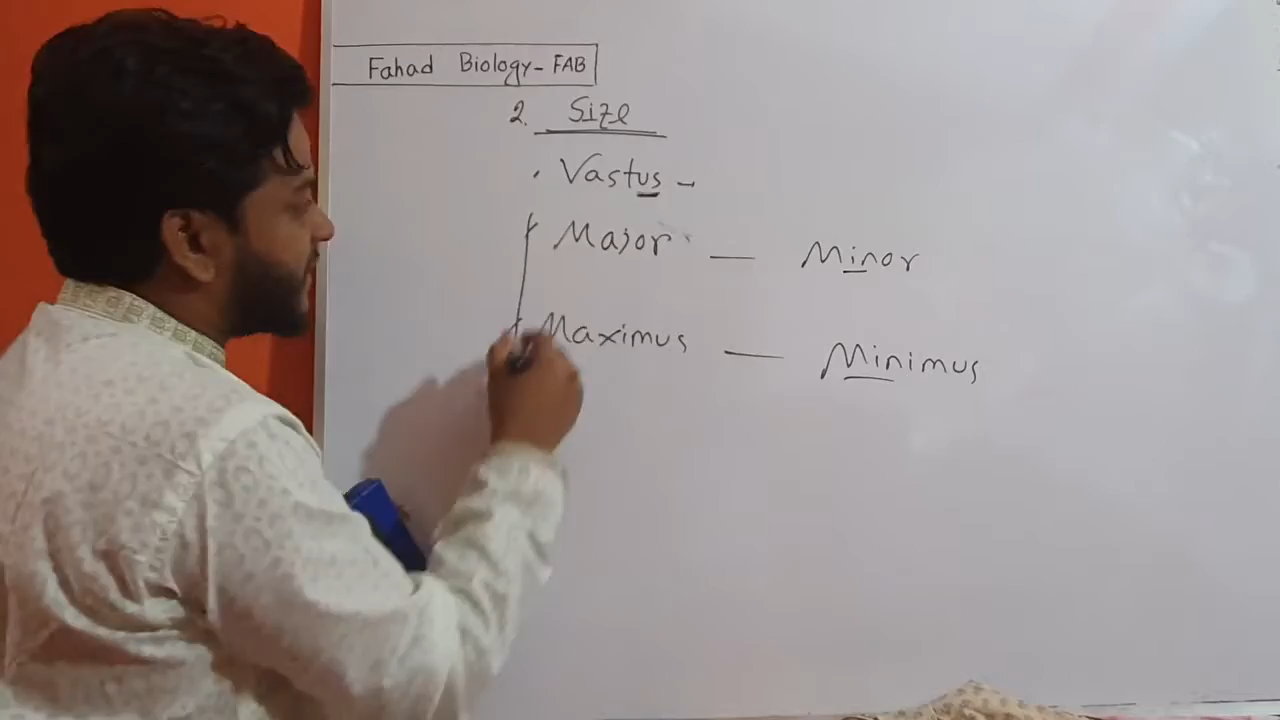 Fahad Biology - FAB
2. Size
· Vastus -
Major — Minor
Maximus — Minimus